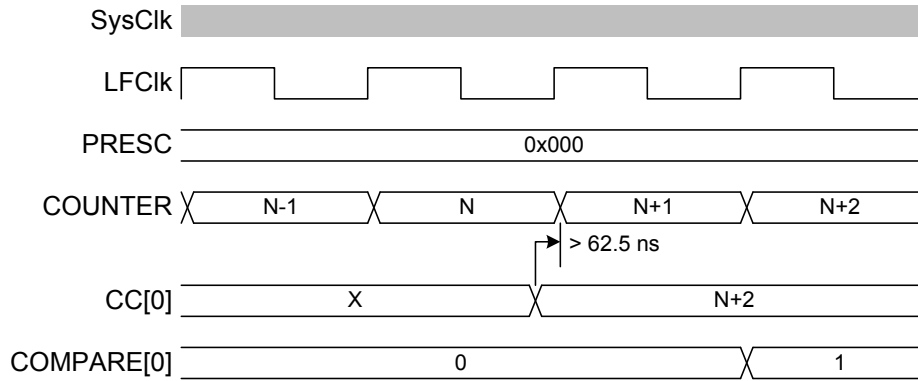 SysClk
LFClk
PRESC 0x000
COUNTER N-1 N N+1 N+2
> 62.5 ns
CC[0] X N+2
COMPARE[0] 0 1